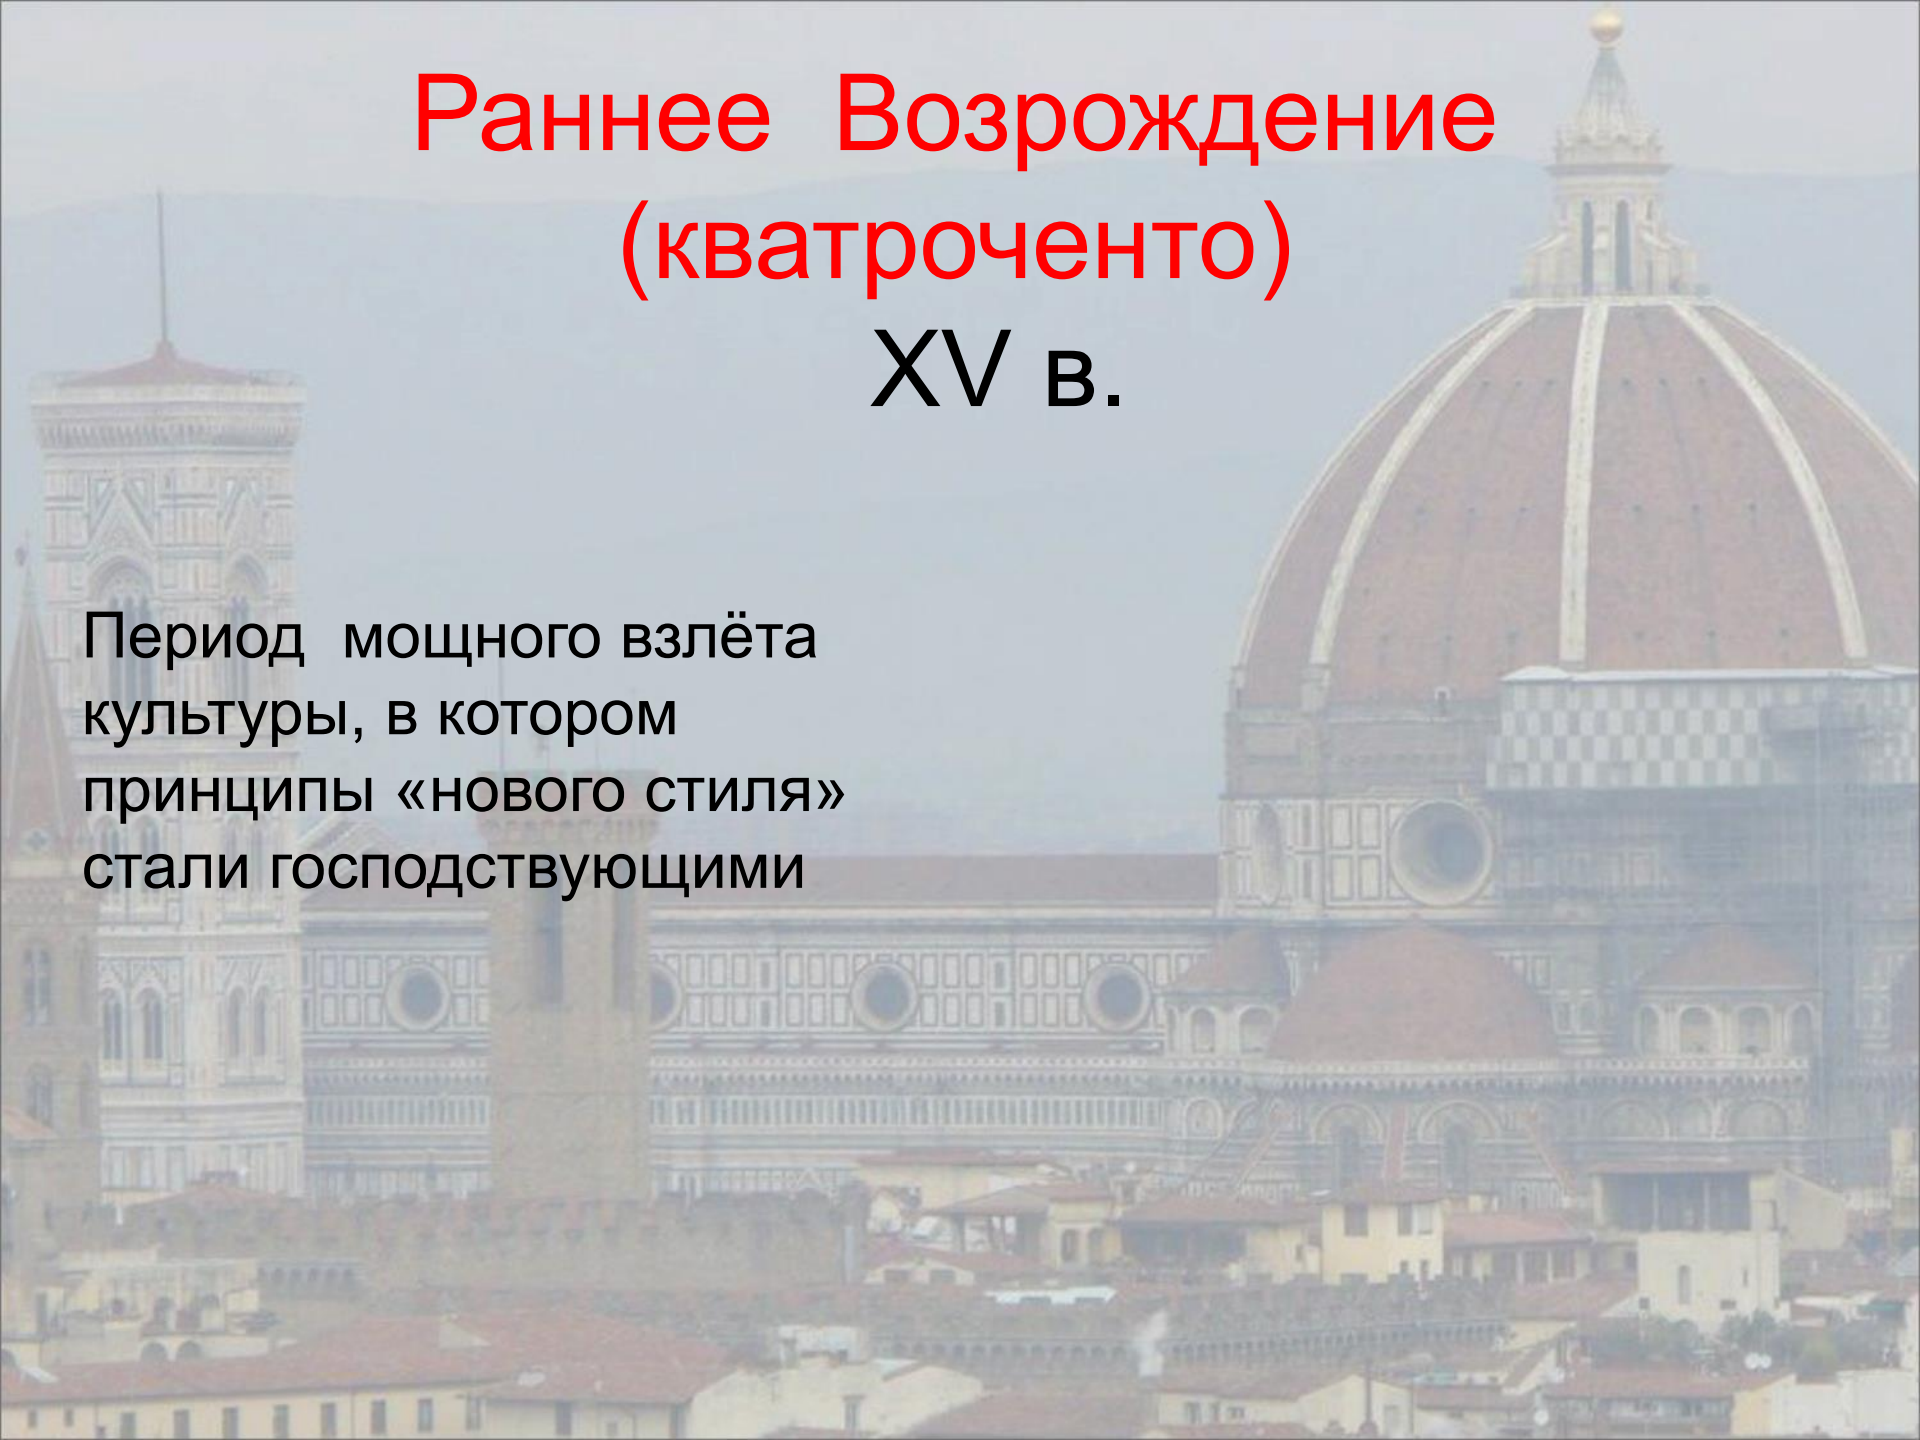 Раннее Возрождение
(кватроченто)
XV в.
Период мощного взлёта
культуры, в котором
принципы «нового стиля»
стали господствующими